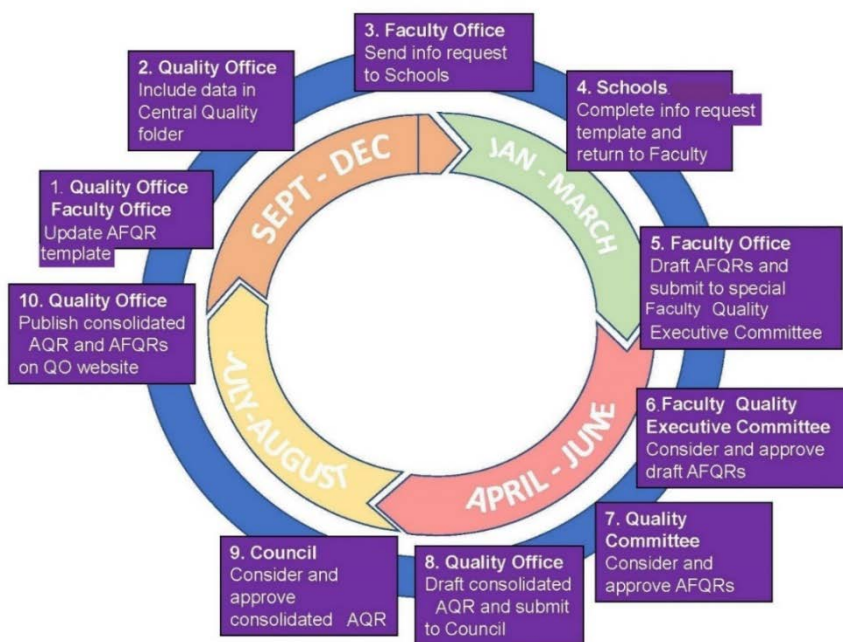 3. Faculty Office
Send info request
to Schools
2. Quality Office
Include data in
Central Quality
folder
4. Schools
Complete info request
template and
return to Faculty
SEPT - DEC
JAN - MARCH
1. Quality Office
Faculty Office
Update AFQR
template
5. Faculty Office
Draft AFQRs and
submit to special
Faculty Quality
Executive Committee
10. Quality Office
Publish consolidated
AQR and AFQRs
on QO website
JULY-AUGUST
APRIL - JUNE
6. Faculty Quality
Executive Committee
Consider and approve
draft AFQRs
7. Quality
Committee
Consider and
approve AFQRs
9. Council
Consider and
approve
consolidated AQR
8. Quality Office
Draft consolidated
AQR and submit
to Council